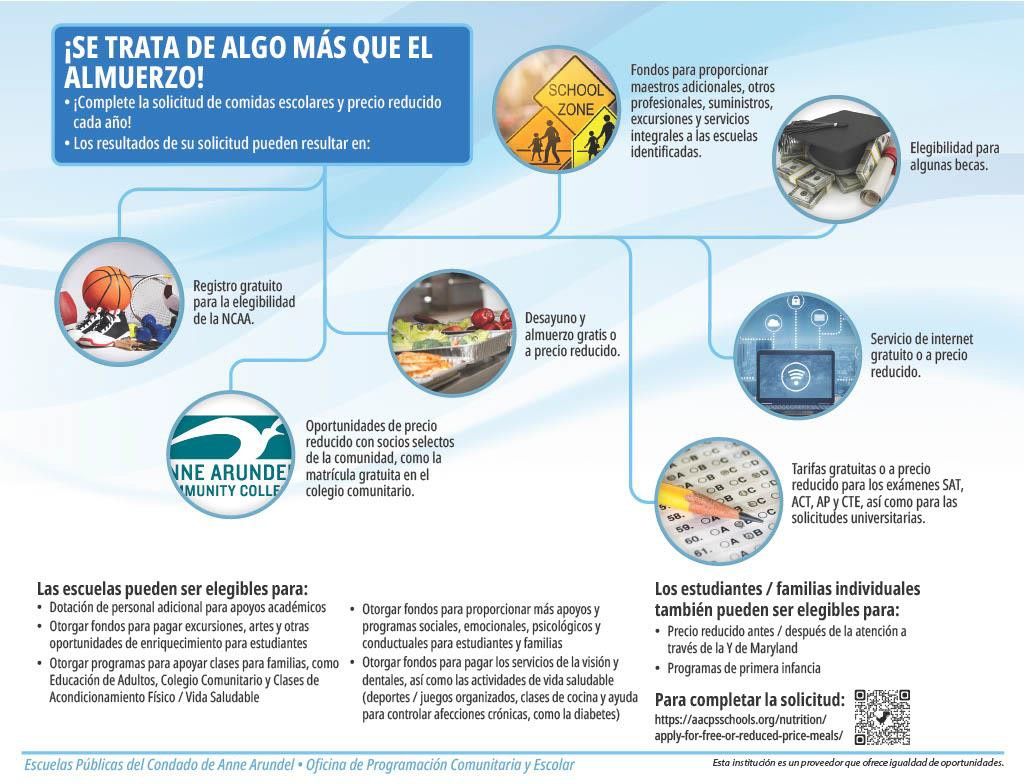 ¡SE TRATA DE ALGO MÁS QUE EL
ALMUERZO!
• ¡Complete la solicitud de comidas escolares y precio reducido
cada año!
• Los resultados de su solicitud pueden resultar en:
SCHOOL
ZONE
Fondos para proporcionar
maestros adicionales, otros
profesionales, suministros,
excursiones y servicios
integrales a las escuelas
identificadas.
Elegibilidad para
algunas becas.
Registro gratuito
para la elegibilidad
de la NCAA.
Desayuno y
almuerzo gratis o
a precio reducido.
Servicio de internet
gratuito o a precio
reducido.
NNE ARUNDE
MUNITY COLLE
Oportunidades de precio
reducido con socios selectos
de la comunidad, como la
matrícula gratuita en el
colegio comunitario.
58.
59.
60.
61.
Tarifas gratuitas o a precio
reducido para los exámenes SAT,
ACT, AP y CTE, así como para las
solicitudes universitarias.
Las escuelas pueden ser elegibles para:
• Dotación de personal adicional para apoyos académicos
• Otorgar fondos para pagar excursiones, artes y otras
oportunidades de enriquecimiento para estudiantes
• Otorgar programas para apoyar clases para familias, como
Educación de Adultos, Colegio Comunitario y Clases de
Acondicionamiento Físico / Vida Saludable
• Otorgar fondos para proporcionar más apoyos y
programas sociales, emocionales, psicológicos y
conductuales para estudiantes y familias
• Otorgar fondos para pagar los servicios de la visión y
dentales, así como las actividades de vida saludable
(deportes / juegos organizados, clases de cocina y ayuda
para controlar afecciones crónicas, como la diabetes)
Los estudiantes / familias individuales
también pueden ser elegibles para:
• Precio reducido antes / después de la atención a
través de la Y de Maryland
• Programas de primera infancia
Para completar la solicitud:
https://aacpsschools.org/nutrition/
apply-for-free-or-reduced-price-meals/
Escuelas Públicas del Condado de Anne Arundel • Oficina de Programación Comunitaria y Escolar
Esta institución es un proveedor que ofrece igualdad de oportunidades.